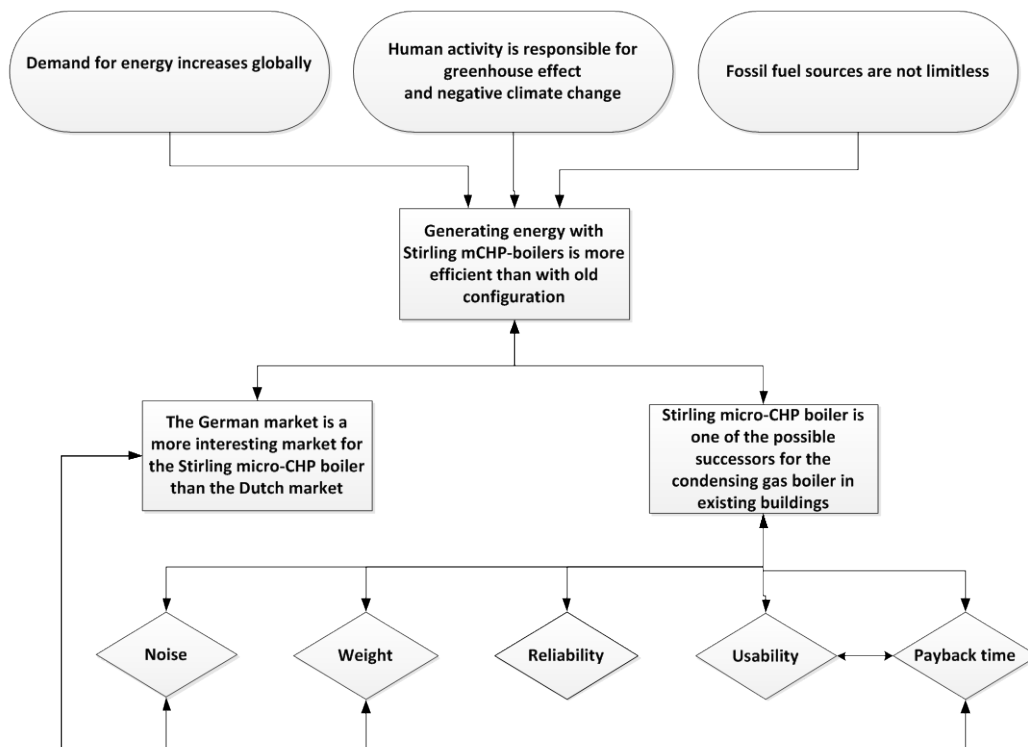 Demand for energy increases globally
Human activity is responsible for
greenhouse effect
and negative climate change
Fossil fuel sources are not limitless
Generating energy with
Stirling mCHP-boilers is more
efficient than with old
configuration
The German market is a
more interesting market for
the Stirling micro-CHP boiler
than the Dutch market
Stirling micro-CHP boiler is
one of the possible
successors for the
condensing gas boiler in
existing buildings
Noise
Weight
Reliability
Usability
Payback time